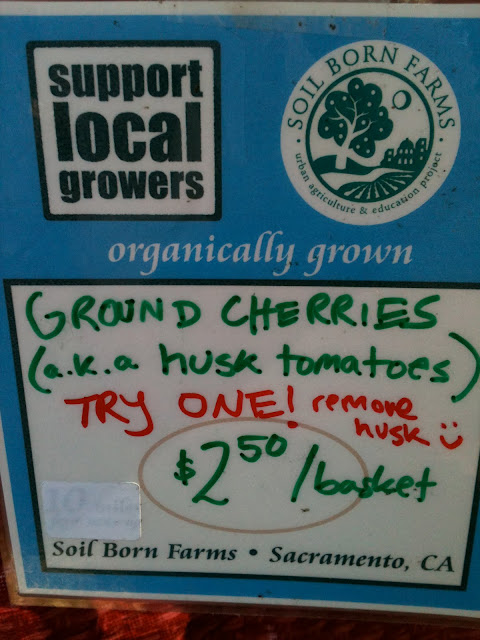 support
local
growers
SOIL BORN FARMS
urban agriculture & education project
organically grown
GROUND CHERRIES
(a.k.a husk tomatoes)
TRY ONE! remove
husk
$2.50/basket
Soil Born Farms • Sacramento, CA